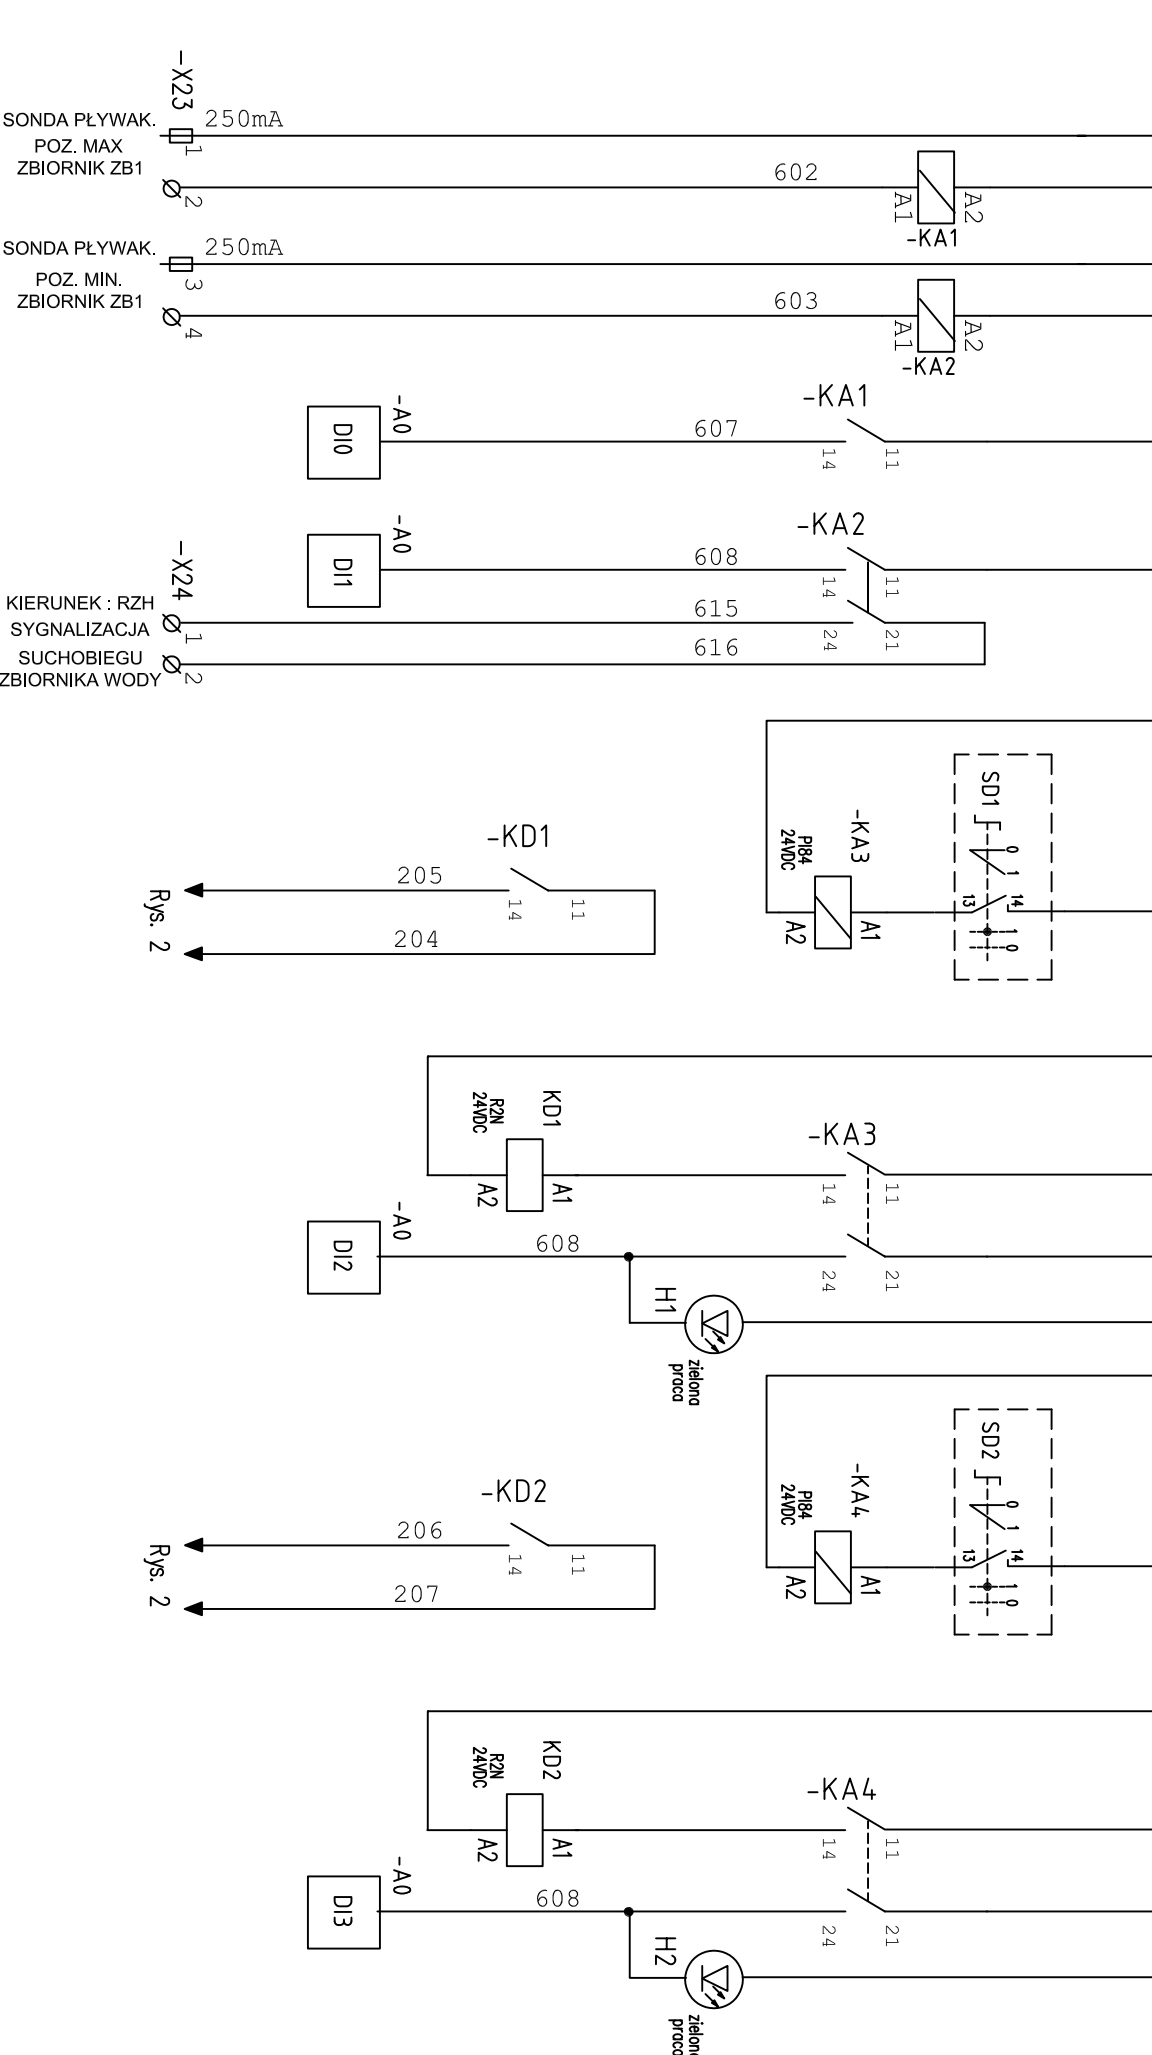 -X23
SONDA PŁYWAK.
POZ. MAX
ZBIORNIK ZB1
250mA
1
2
602
A1
A2
-KA1
SONDA PŁYWAK.
POZ. MIN.
ZBIORNIK ZB1
250mA
3
4
603
A1
A2
-KA2
-A0
DI0
607
-KA1
14
11
-A0
DI1
608
-KA2
14
11
-X24
KIERUNEK : RZH
SYGNALIZACJA
SUCHOBIEGU
ZBIORNIKA WODY
1
2
615
616
24
21
SD1
0
1
13
14
1
0
-KA3
PI84
24VDC
A2
A1
-KD1
205
14
11
204
Rys. 2
KD1
R2N
24VDC
A2
A1
-KA3
14
11
-A0
DI2
608
24
21
H1
zielona
praca
SD2
0
1
13
14
1
0
-KA4
PI84
24VDC
A2
A1
-KD2
206
14
11
207
Rys. 2
KD2
R2N
24VDC
A2
A1
-KA4
14
11
-A0
DI3
608
24
21
H2
zielona
praca